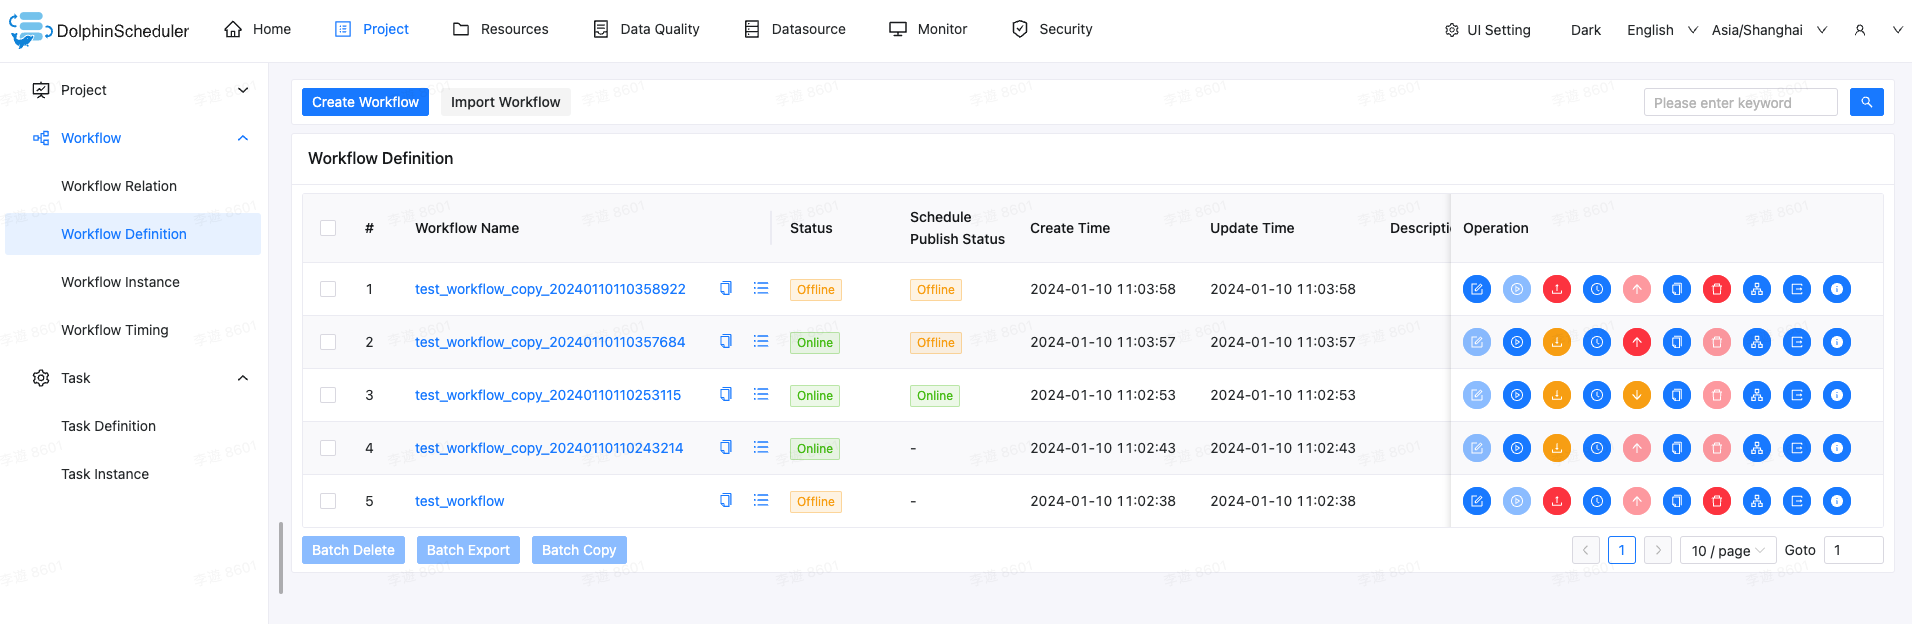 DolphinScheduler Home Project Resources Data Quality Datasource Monitor Security UI Setting Dark English Asia/Shanghai
Project
Workflow
Workflow Relation
Workflow Definition
Workflow Instance
Workflow Timing
Task
Task Definition
Task Instance
Create Workflow Import Workflow Please enter keyword
Workflow Definition
# Workflow Name Status Schedule Publish Status Create Time Update Time Descripti Operation
1 test_workflow_copy_20240110110358922 Offline Offline 2024-01-10 11:03:58 2024-01-10 11:03:58
2 test_workflow_copy_20240110110357684 Online Offline 2024-01-10 11:03:57 2024-01-10 11:03:57
3 test_workflow_copy_20240110110253115 Online Online 2024-01-10 11:02:53 2024-01-10 11:02:53
4 test_workflow_copy_20240110110243214 Online - 2024-01-10 11:02:43 2024-01-10 11:02:43
5 test_workflow Offline - 2024-01-10 11:02:38 2024-01-10 11:02:38
Batch Delete Batch Export Batch Copy 1 10 / page Goto 1